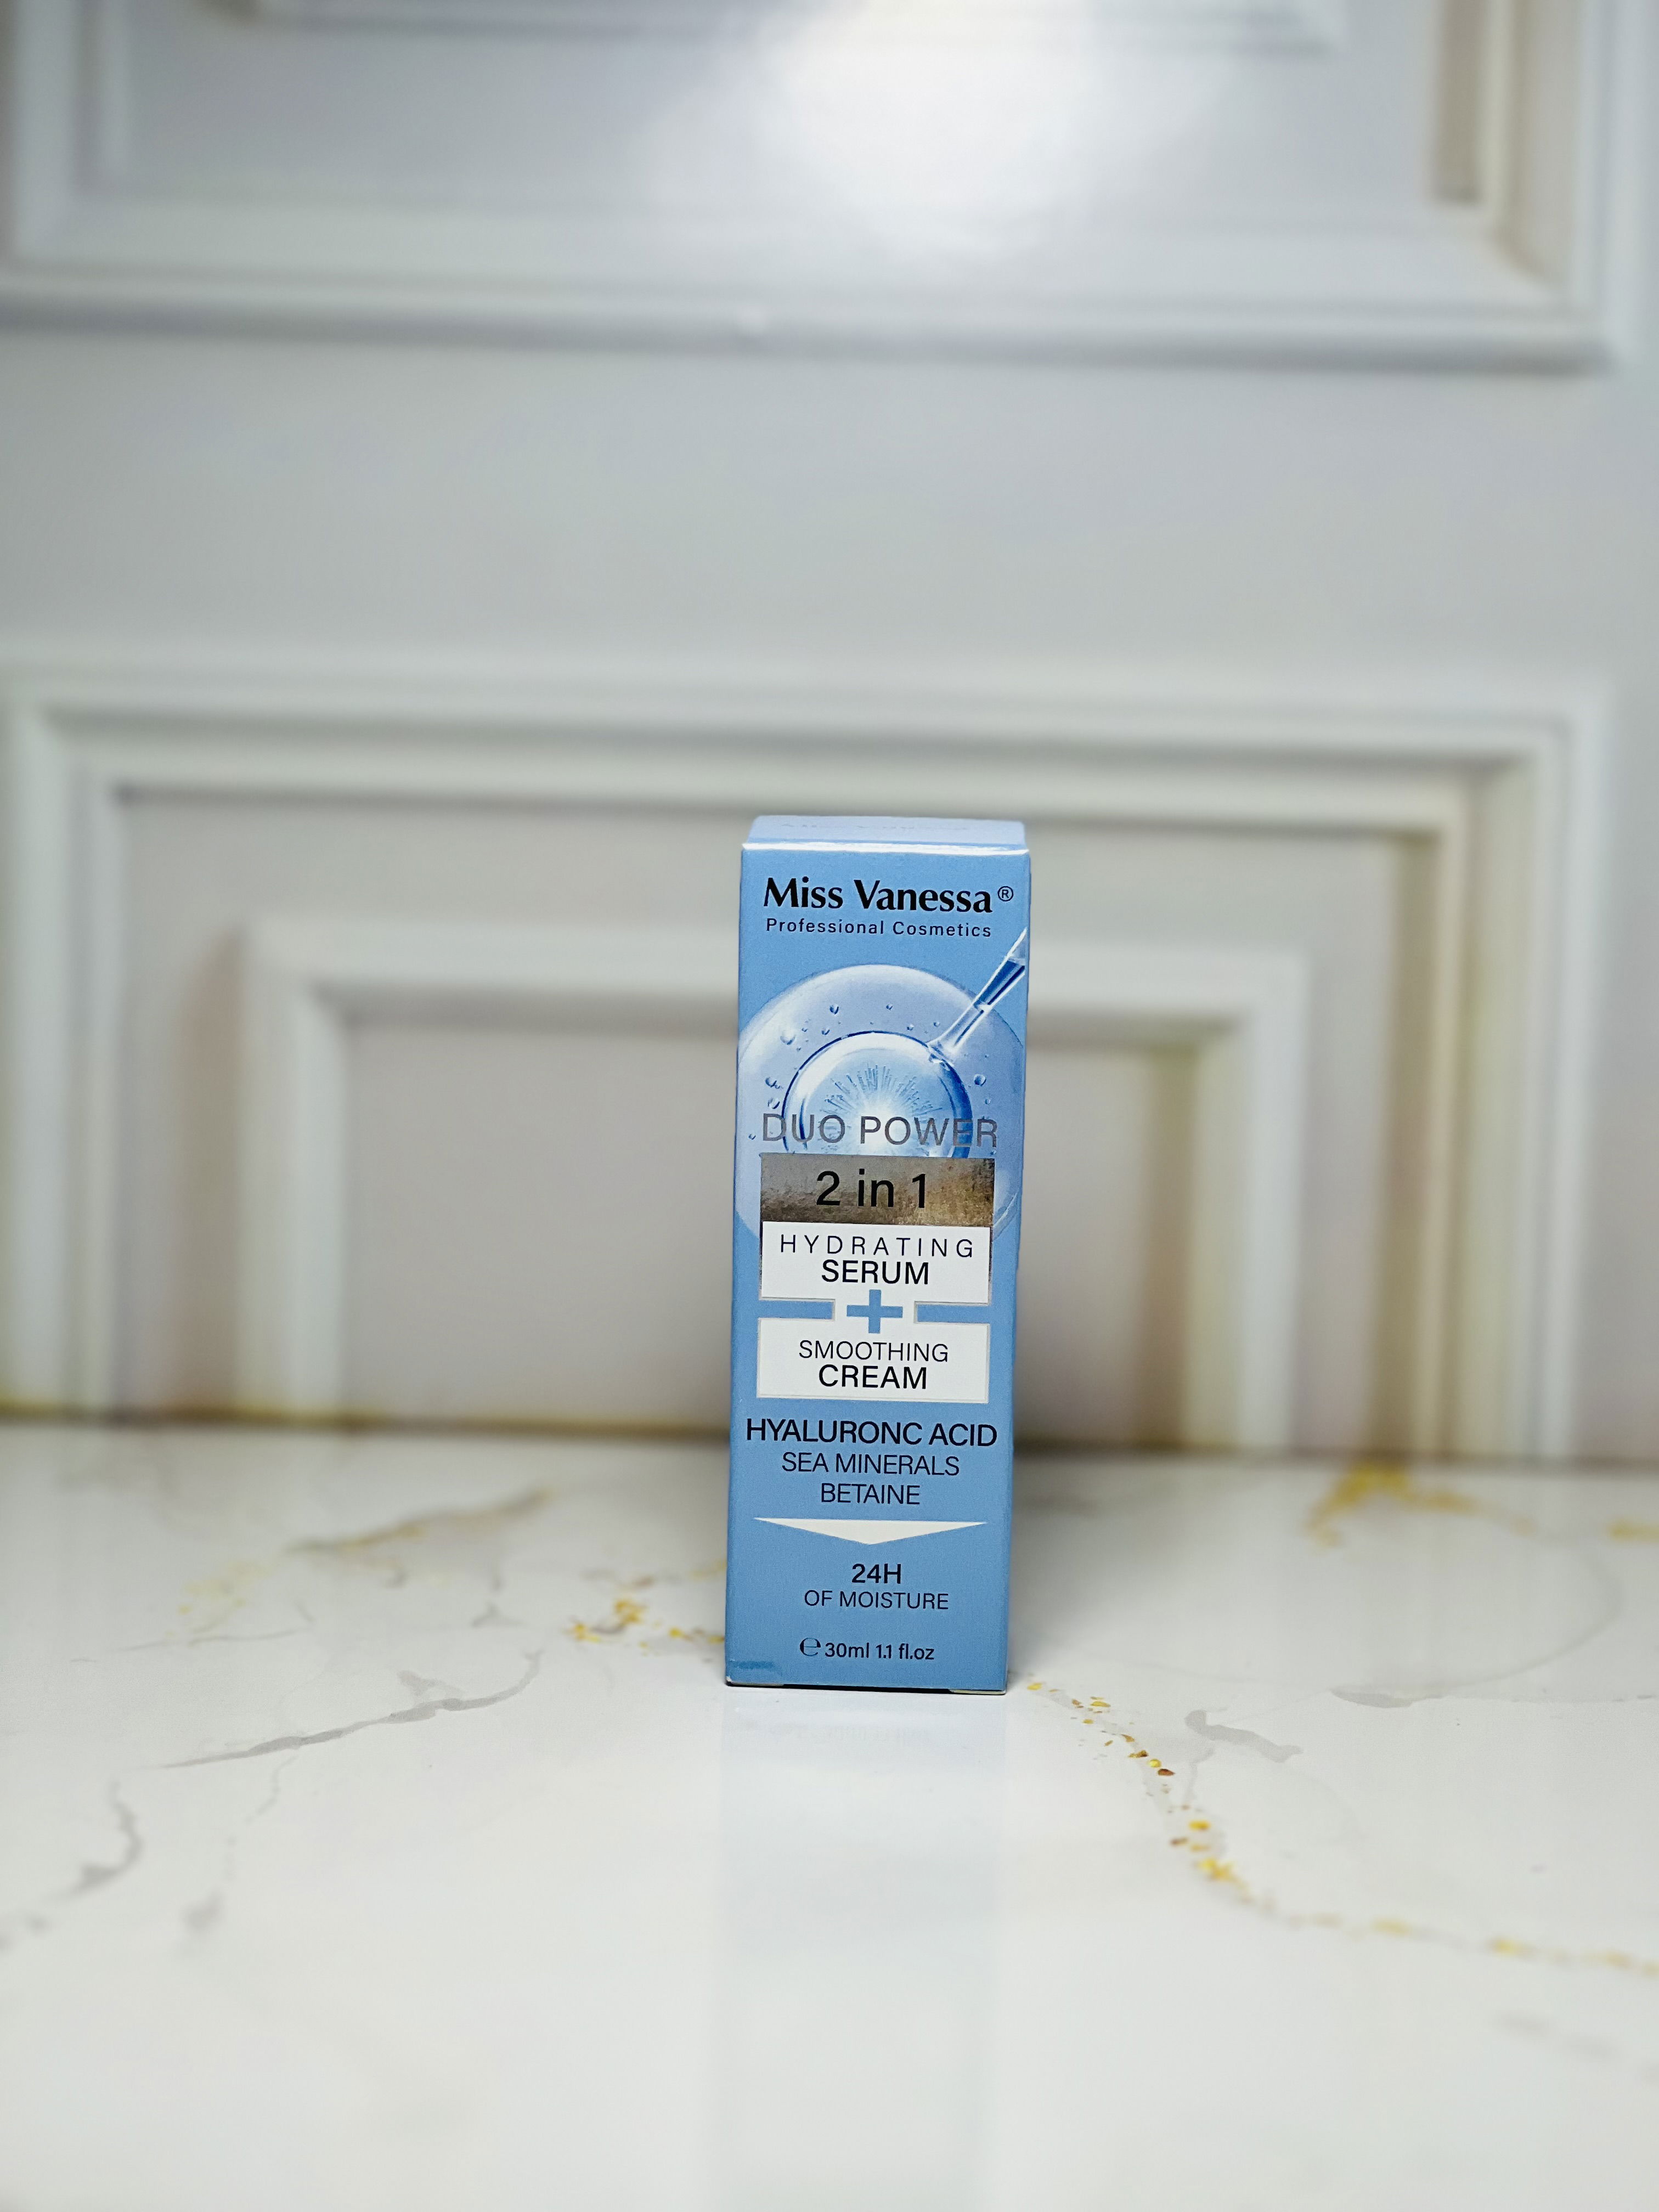 Miss Vanessa®
Professional Cosmetics
DUO POWER
2 in 1
HYDRATING
SERUM
+
SMOOTHING
CREAM
HYALURONC ACID
SEA MINERALS
BETAINE
24H
OF MOISTURE
℮ 30ml 1.1 fl.oz